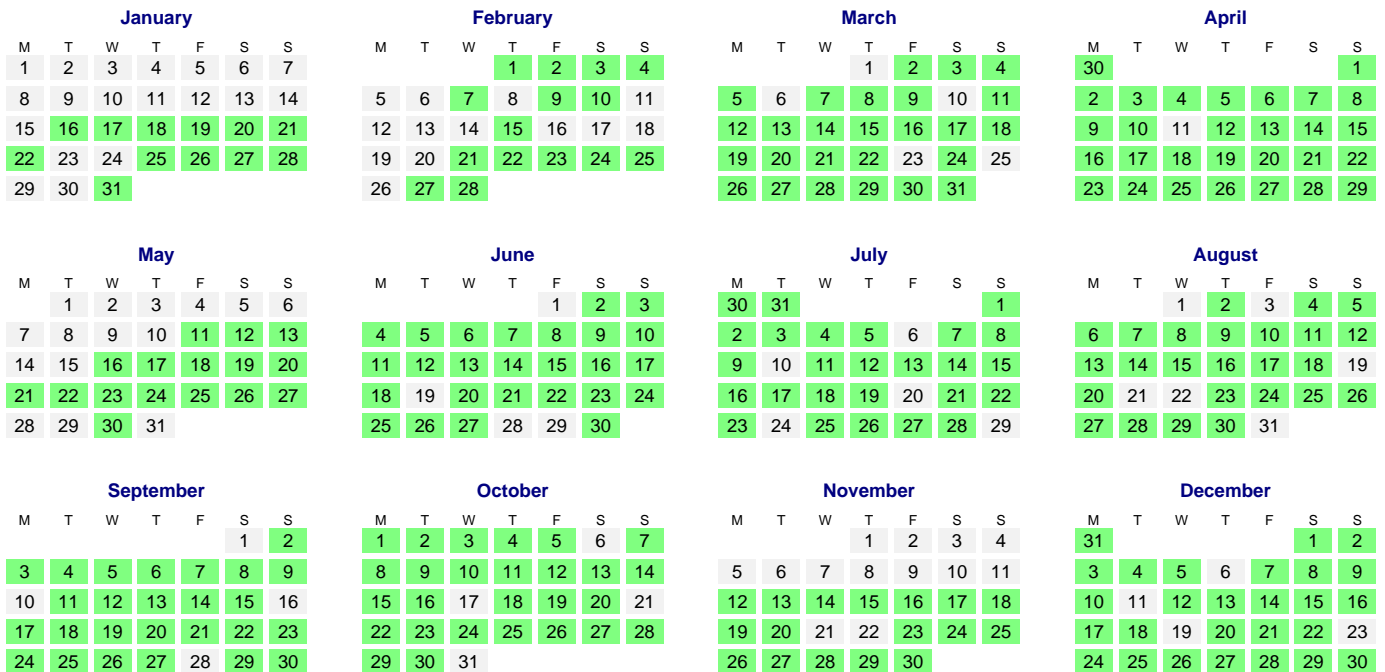 January February March April
M T W T F S S M T W T F S S M T W T F S S M T W T F S S
1 2 3 4 5 6 7 1 2 3 4 1 2 3 4 30 1
8 9 10 11 12 13 14 5 6 7 8 9 10 11 5 6 7 8 9 10 11 2 3 4 5 6 7 8
15 16 17 18 19 20 21 12 13 14 15 16 17 18 12 13 14 15 16 17 18 9 10 11 12 13 14 15
22 23 24 25 26 27 28 19 20 21 22 23 24 25 19 20 21 22 23 24 25 16 17 18 19 20 21 22
29 30 31 26 27 28 26 27 28 29 30 31 23 24 25 26 27 28 29
May June July August
M T W T F S S M T W T F S S M T W T F S S M T W T F S S
1 2 3 4 5 6 1 2 3 30 31 1 1 2 3 4 5
7 8 9 10 11 12 13 4 5 6 7 8 9 10 2 3 4 5 6 7 8 6 7 8 9 10 11 12
14 15 16 17 18 19 20 11 12 13 14 15 16 17 9 10 11 12 13 14 15 13 14 15 16 17 18 19
21 22 23 24 25 26 27 18 19 20 21 22 23 24 16 17 18 19 20 21 22 20 21 22 23 24 25 26
28 29 30 31 25 26 27 28 29 30 23 24 25 26 27 28 29 27 28 29 30 31
September October November December
M T W T F S S M T W T F S S M T W T F S S M T W T F S S
1 2 1 2 3 4 5 6 7 1 2 3 4 31 1 2
3 4 5 6 7 8 9 8 9 10 11 12 13 14 5 6 7 8 9 10 11 3 4 5 6 7 8 9
10 11 12 13 14 15 16 15 16 17 18 19 20 21 12 13 14 15 16 17 18 10 11 12 13 14 15 16
17 18 19 20 21 22 23 22 23 24 25 26 27 28 19 20 21 22 23 24 25 17 18 19 20 21 22 23
24 25 26 27 28 29 30 29 30 31 26 27 28 29 30 24 25 26 27 28 29 30